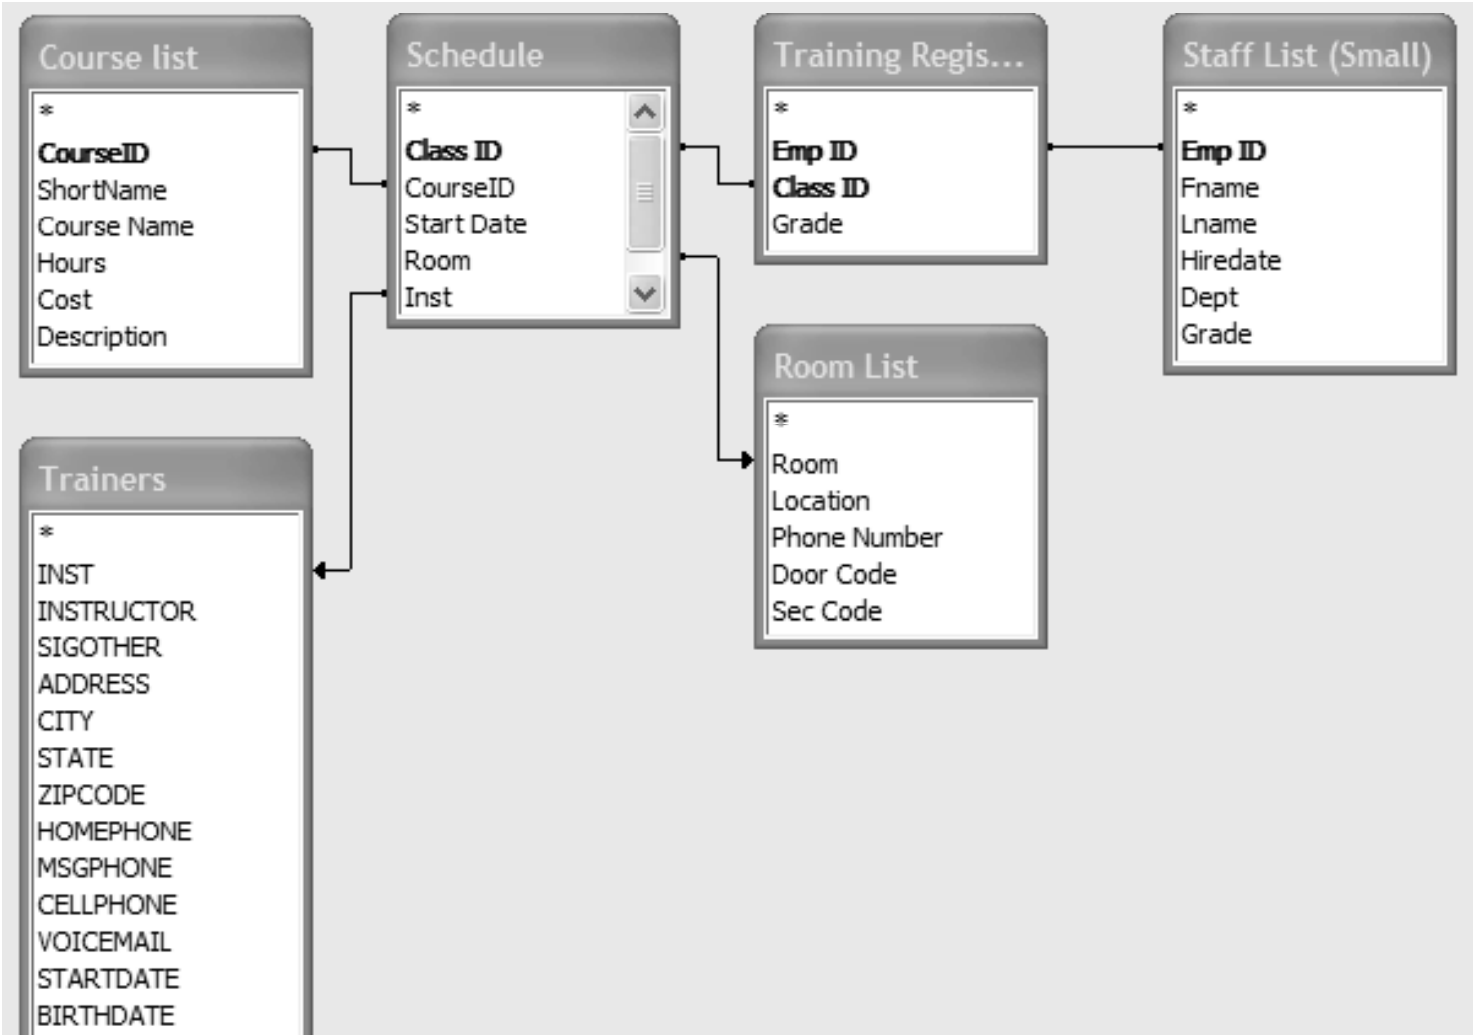 Course list
*
CourseID
ShortName
Course Name
Hours
Cost
Description
Schedule
*
Class ID
CourseID
Start Date
Room
Inst
Training Regis...
*
Emp ID
Class ID
Grade
Staff List (Small)
*
Emp ID
Fname
Lname
Hiredate
Dept
Grade
Room List
*
Room
Location
Phone Number
Door Code
Sec Code
Trainers
*
INST
INSTRUCTOR
SIGOTHER
ADDRESS
CITY
STATE
ZIPCODE
HOMEPHONE
MSGPHONE
CELLPHONE
VOICEMAIL
STARTDATE
BIRTHDATE